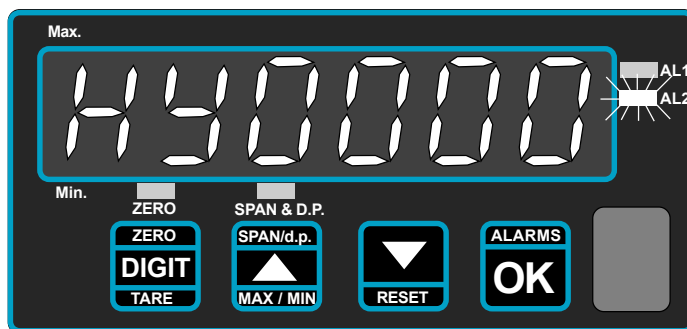 Max.
Hy0000
AL1
AL2
Min.
ZERO SPAN & D.P.
ZERO SPAN/d.p. ALARMS
DIGIT OK
TARE MAX / MIN RESET